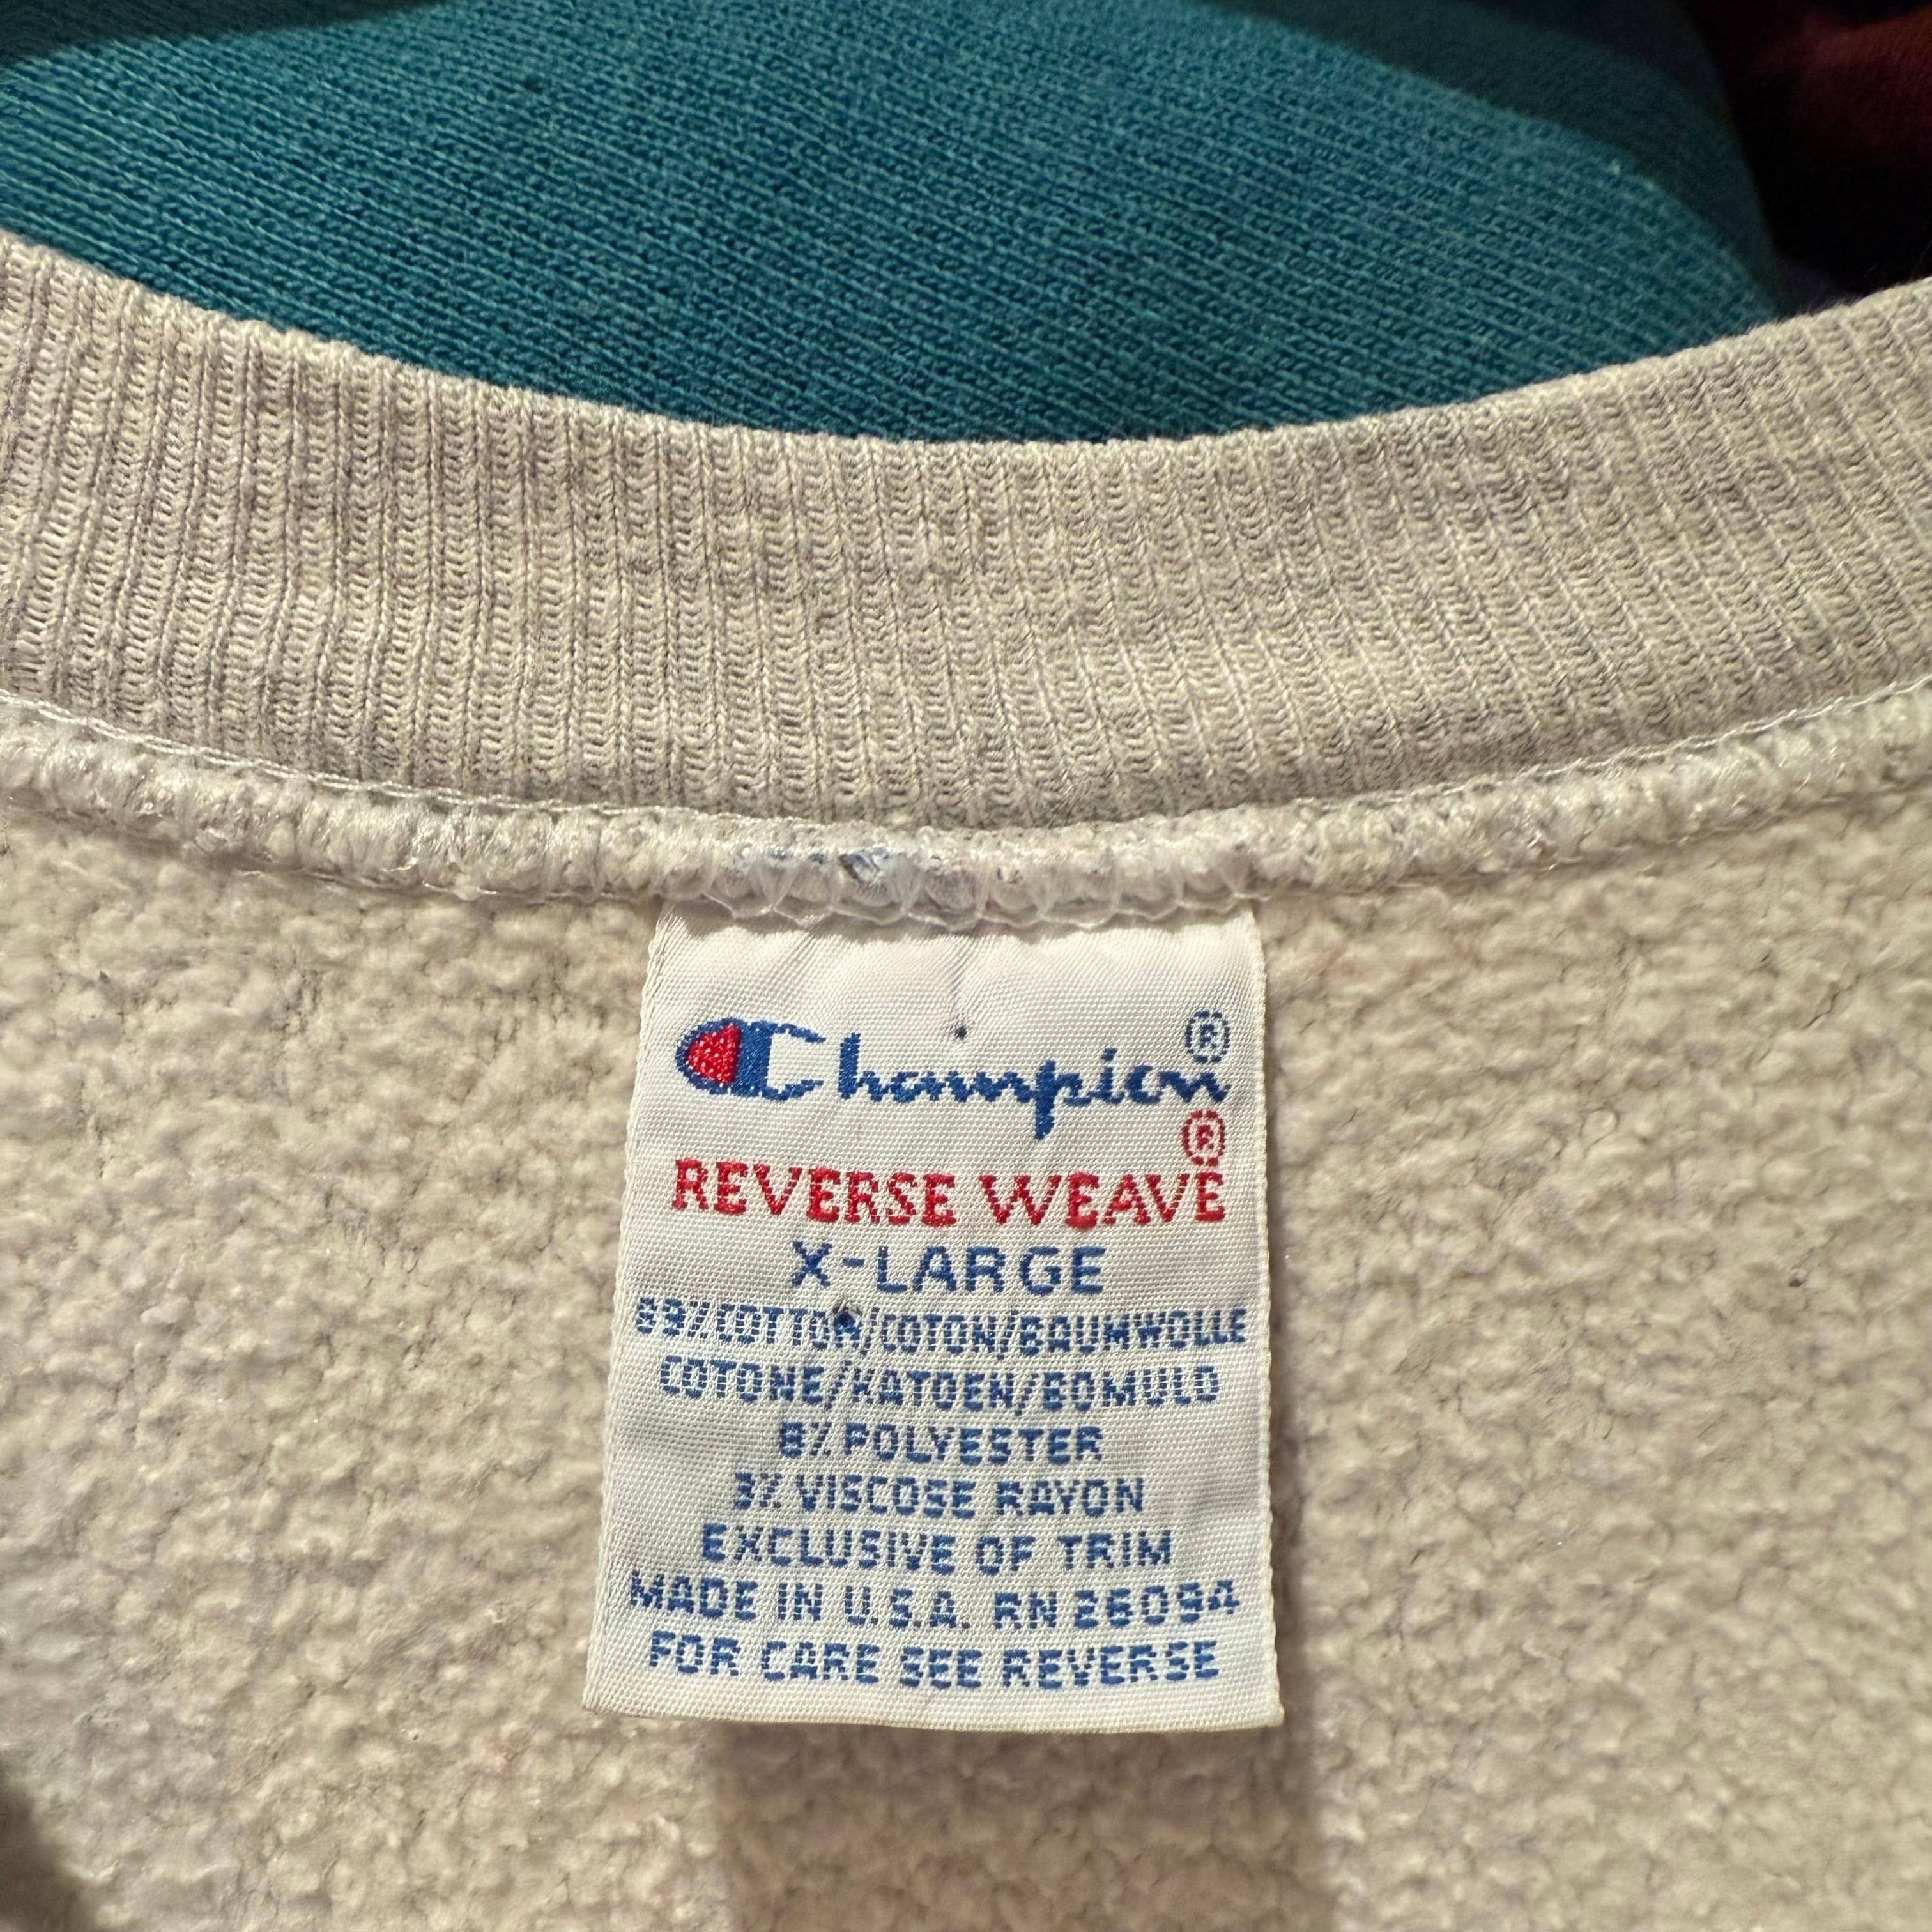 Champion®
REVERSE WEAVE®
X-LARGE
89% COTTON/COTON/BAUMWOLLE
COTONE/KATOEN/BOMULD
8% POLYESTER
3% VISCOSE RAYON
EXCLUSIVE OF TRIM
MADE IN U.S.A. RN 26094
FOR CARE SEE REVERSE